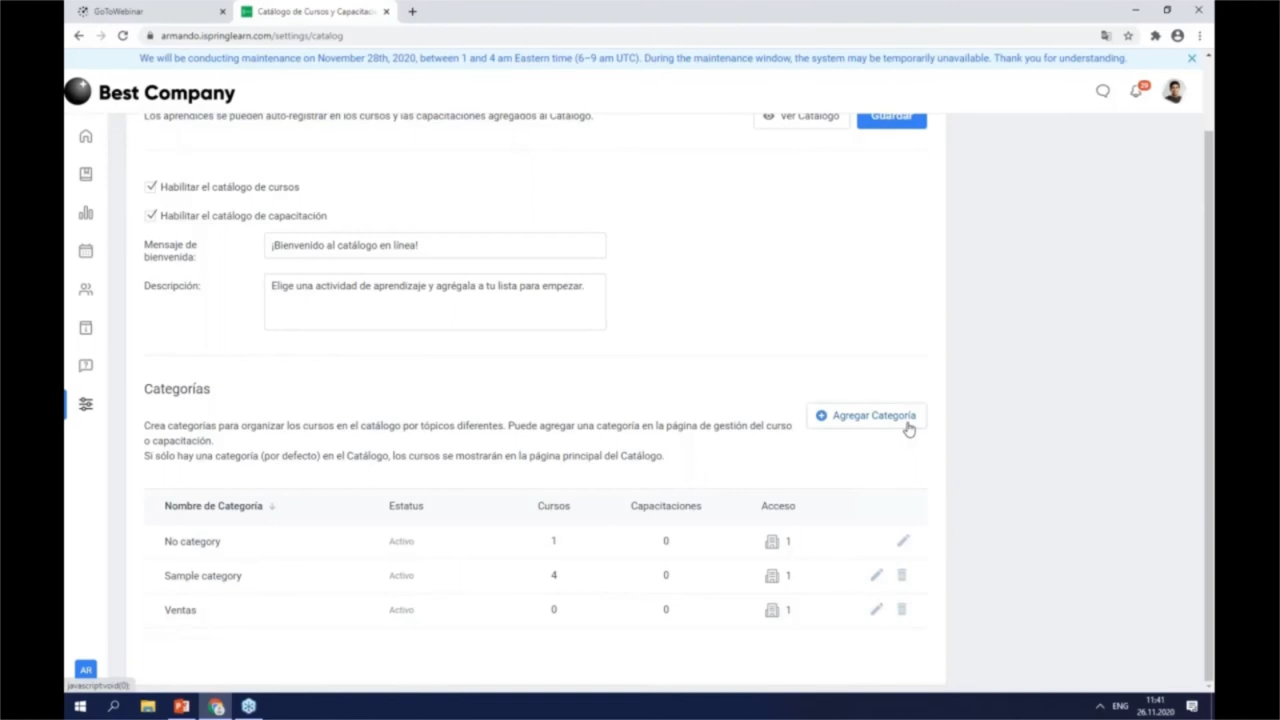 GoToWebinar
Catálogo de Cursos y Capacitaci
armando.ispringlearn.com/settings/catalog
We will be conducting maintenance on November 28th, 2020, between 1 and 4 am Eastern time (6–9 am UTC). During the maintenance window, the system may be temporarily unavailable. Thank you for understanding.
Best Company
Los aprendices se pueden auto-registrar en los cursos y las capacitaciones agregados al Catálogo.
Ver Catálogo
Guardar
Habilitar el catálogo de cursos
Habilitar el catálogo de capacitación
Mensaje de bienvenida:
¡Bienvenido al catálogo en línea!
Descripción:
Elige una actividad de aprendizaje y agrégala a tu lista para empezar.
Categorías
Agregar Categoría
Crea categorias para organizar los cursos en el catálogo por tópicos diferentes. Puede agregar una categoría en la página de gestión del curso
o capacitación.
Si sólo hay una categoría (por defecto) en el Catálogo, los cursos se mostrarán en la página principal del Catálogo.
Nombre de Categoría Estatus Cursos Capacitaciones Acceso
No category Activo 1 0 1
Sample category Activo 4 0 1
Ventas Activo 0 0 1
AR
javascript:void(0);
ENG
11:41
26.11.2020